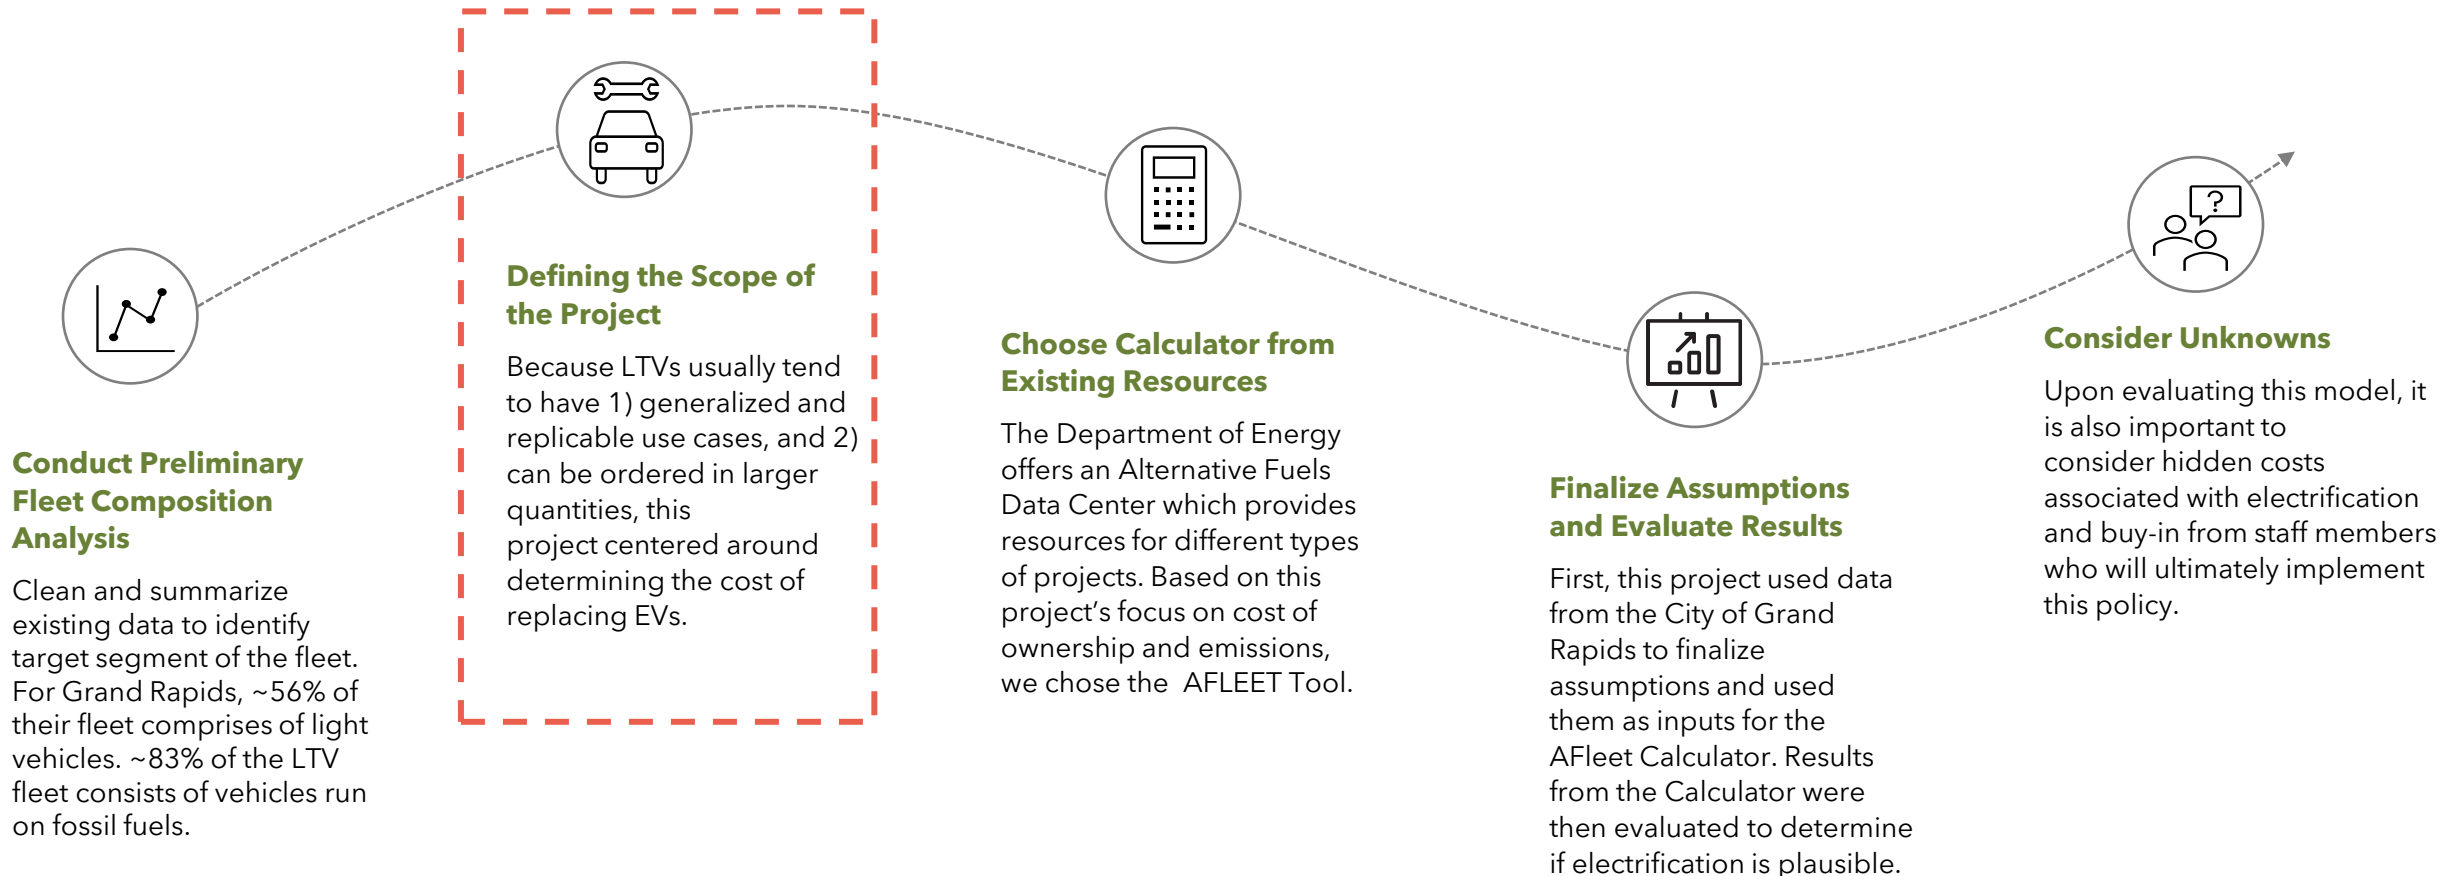 Conduct Preliminary
Fleet Composition
Analysis
Clean and summarize
existing data to identify
target segment of the fleet.
For Grand Rapids, ~56% of
their fleet comprises of light
vehicles. ~83% of the LTV
fleet consists of vehicles run
on fossil fuels.
Defining the Scope of
the Project
Because LTVs usually tend
to have 1) generalized and
replicable use cases, and 2)
can be ordered in larger
quantities, this
project centered around
determining the cost of
replacing EVs.
Choose Calculator from
Existing Resources
The Department of Energy
offers an Alternative Fuels
Data Center which provides
resources for different types
of projects. Based on this
project’s focus on cost of
ownership and emissions,
we chose the AFLEET Tool.
Finalize Assumptions
and Evaluate Results
First, this project used data
from the City of Grand
Rapids to finalize
assumptions and used
them as inputs for the
AFleet Calculator. Results
from the Calculator were
then evaluated to determine
if electrification is plausible.
?
Consider Unknowns
Upon evaluating this model, it
is also important to
consider hidden costs
associated with electrification
and buy-in from staff members
who will ultimately implement
this policy.